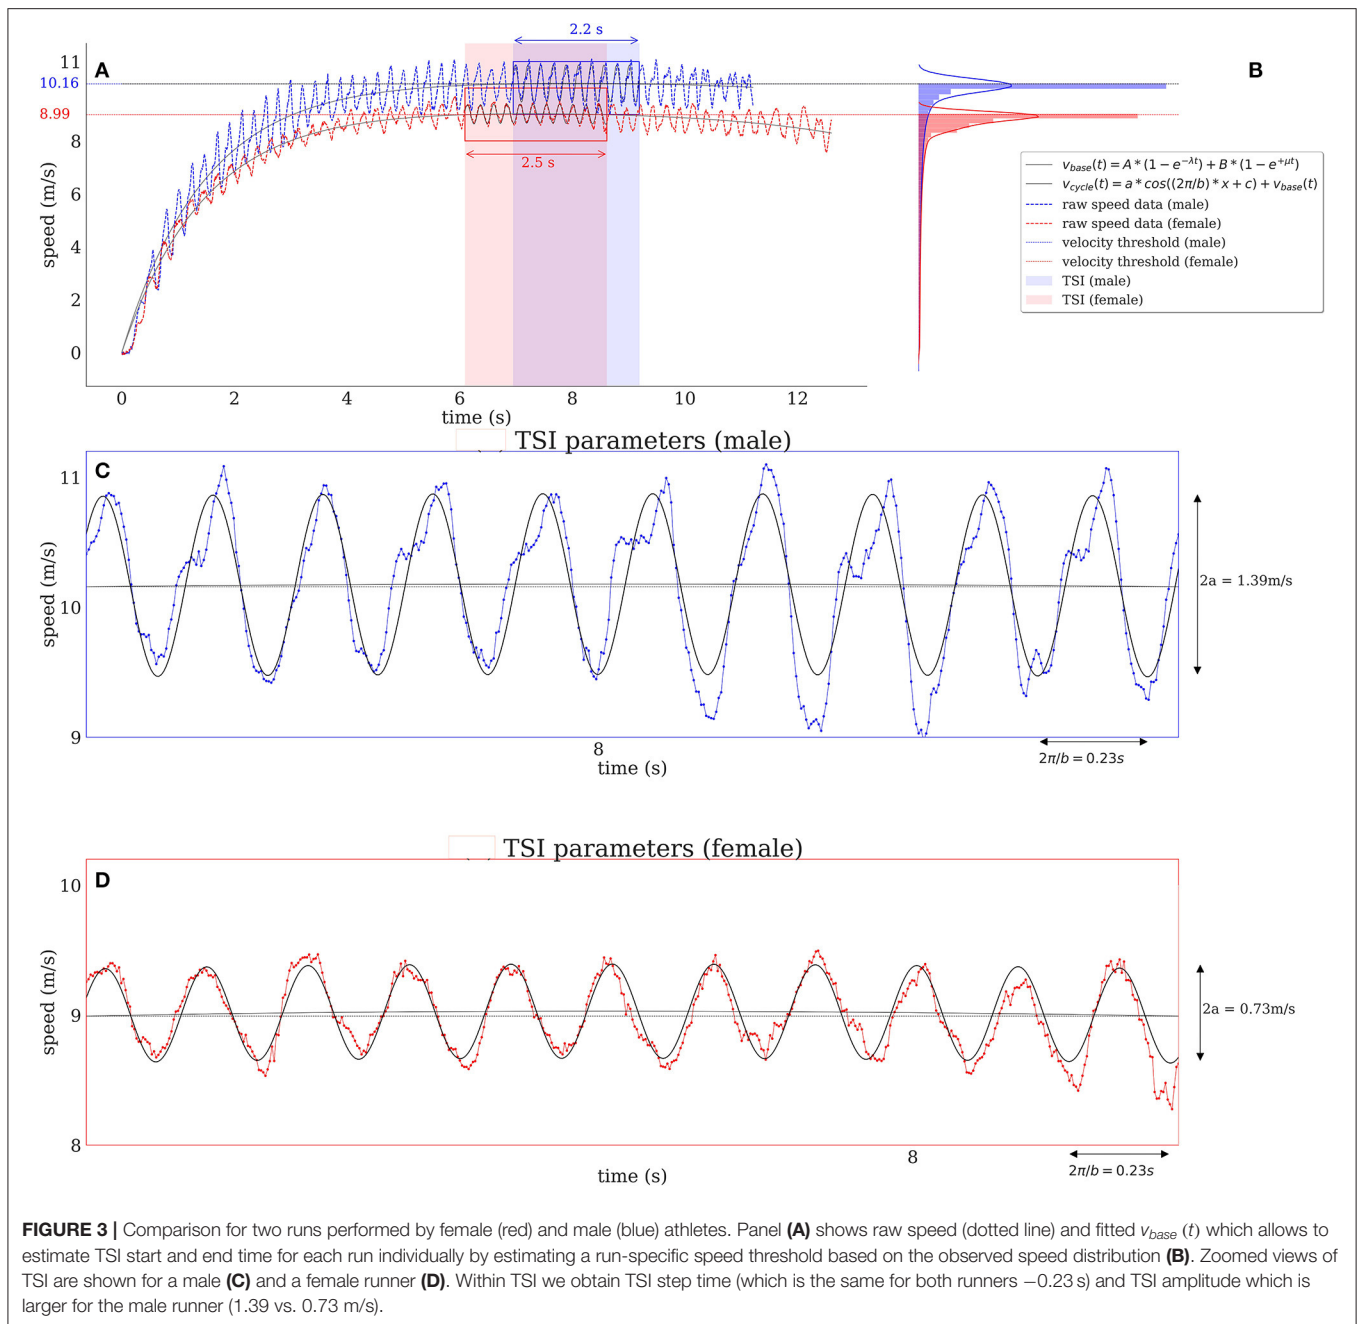 2.2 s
A
B
11
10.16
8.99
8
6
4
2
0
speed (m/s)
2.5 s
0 2 4 6 8 10 12
time (s)
v_base(t) = A * (1 − e^{−λt}) + B * (1 − e^{+μt})
v_cycle(t) = a * cos((2π/b) * x + c) + v_base(t)
raw speed data (male)
raw speed data (female)
velocity threshold (male)
velocity threshold (female)
TSI (male)
TSI (female)
TSI parameters (male)
C
11
10
9
speed (m/s)
2a = 1.39m/s
8
time (s)
2π/b = 0.23s
TSI parameters (female)
D
10
9
8
speed (m/s)
2a = 0.73m/s
8
time (s)
2π/b = 0.23s
FIGURE 3 | Comparison for two runs performed by female (red) and male (blue) athletes. Panel (A) shows raw speed (dotted line) and fitted v_base (t) which allows to
estimate TSI start and end time for each run individually by estimating a run-specific speed threshold based on the observed speed distribution (B). Zoomed views of
TSI are shown for a male (C) and a female runner (D). Within TSI we obtain TSI step time (which is the same for both runners −0.23 s) and TSI amplitude which is
larger for the male runner (1.39 vs. 0.73 m/s).